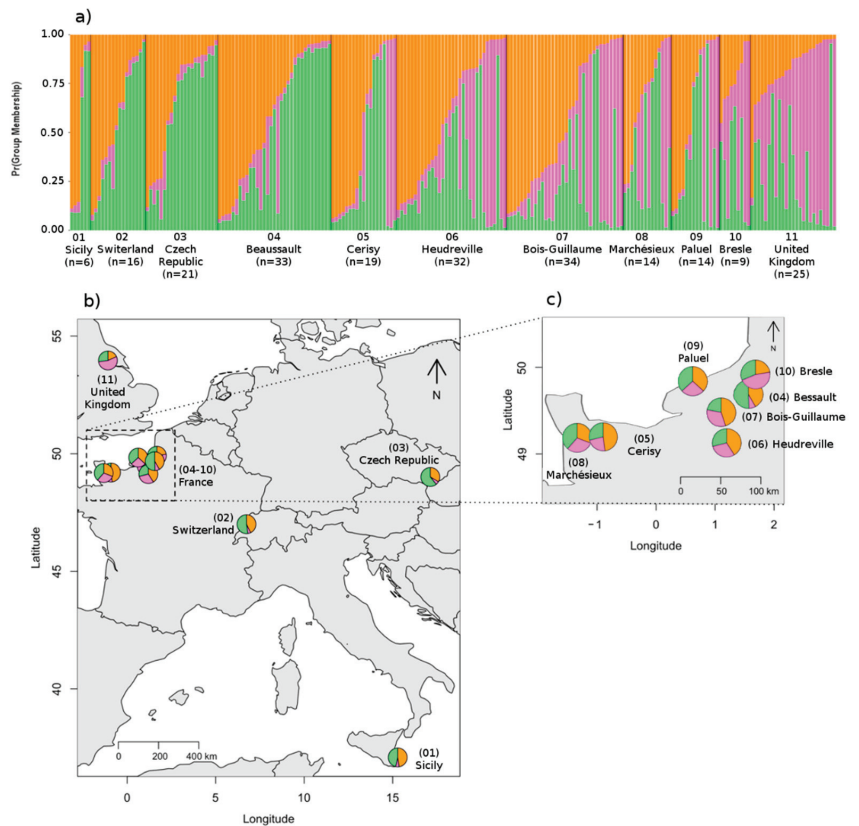 a)
Pr(Group Membership)
1.00
0.75
0.50
0.25
0.00
01
Sicily
(n=6)
02
Switerland
(n=16)
03
Czech
Republic
(n=21)
04
Beaussault
(n=33)
05
Cerisy
(n=19)
06
Heudreville
(n=32)
07
Bois-Guillaume
(n=34)
08
Marchésieux
(n=14)
09
Paluel
(n=14)
10
Bresle
(n=9)
11
United
Kingdom
(n=25)
b)
Latitude
55
50
45
40
(11)
United
Kingdom
N
(03)
Czech Republic
(04-10)
France
(02)
Switzerland
(01)
Sicily
0 200 400 km
0 5 10 15
Longitude
c)
Latitude
50
49
N
(09)
Paluel
(10) Bresle
(04) Bessault
(07) Bois-Guillaume
(06) Heudreville
(05)
Cerisy
(08)
Marchésieux
0 50 100 km
−1 0 1 2
Longitude